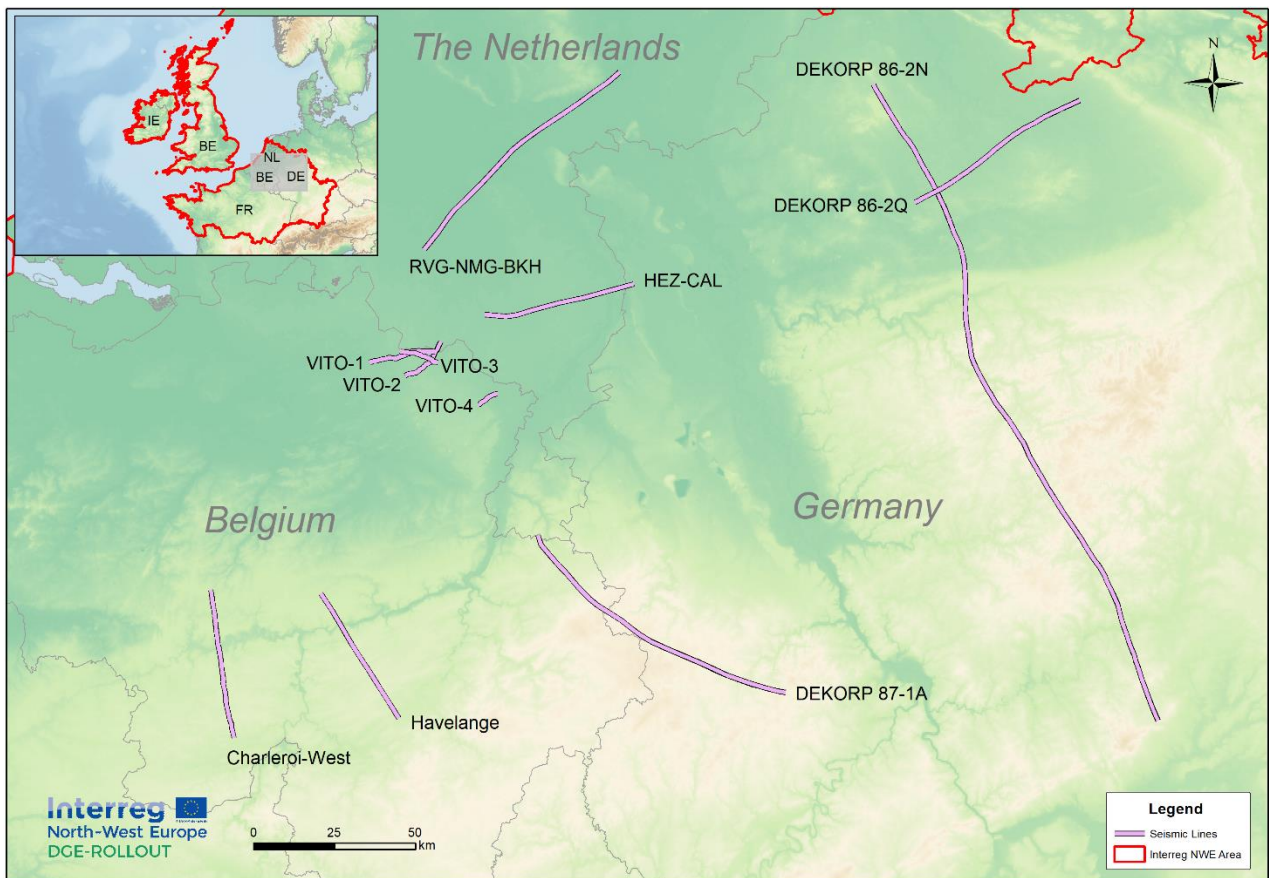 The Netherlands
DEKORP 86-2N
N
IE
BE
NL
BE
DE
FR
DEKORP 86-2Q
RVG-NMG-BKH
HEZ-CAL
VITO-1
VITO-3
VITO-2
VITO-4
Belgium
Germany
DEKORP 87-1A
Havelange
Charleroi-West
Interreg
North-West Europe
DGE-ROLLOUT
0 25 50
km
Legend
Seismic Lines
Interreg NWE Area